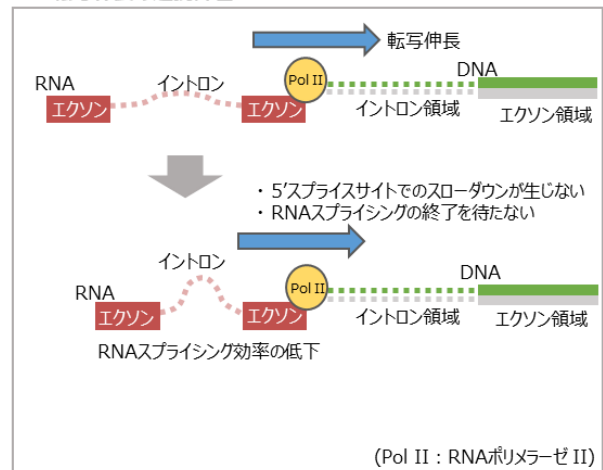 転写伸長
Pol II
DNA
RNA
イントロン
エクソン
エクソン
イントロン領域
エクソン領域
・ 5’スプライスサイトでのスローダウンが生じない
・ RNAスプライシングの終了を待たない
イントロン
Pol II
DNA
RNA
エクソン
エクソン
イントロン領域
エクソン領域
RNAスプライシング効率の低下
(Pol II：RNAポリメラーゼ II)